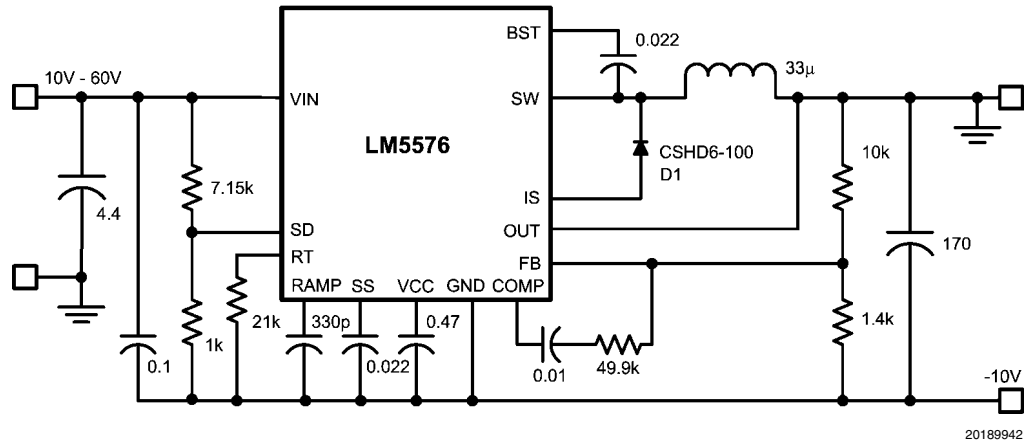 BST
0.022
10V - 60V
33µ
VIN
SW
LM5576
CSHD6-100
D1
10k
7.15k
IS
4.4
SD
OUT
170
RT
FB
RAMP SS VCC GND COMP
21k
330p
0.47
1.4k
1k
0.1
0.022
0.01
49.9k
-10V
20189942